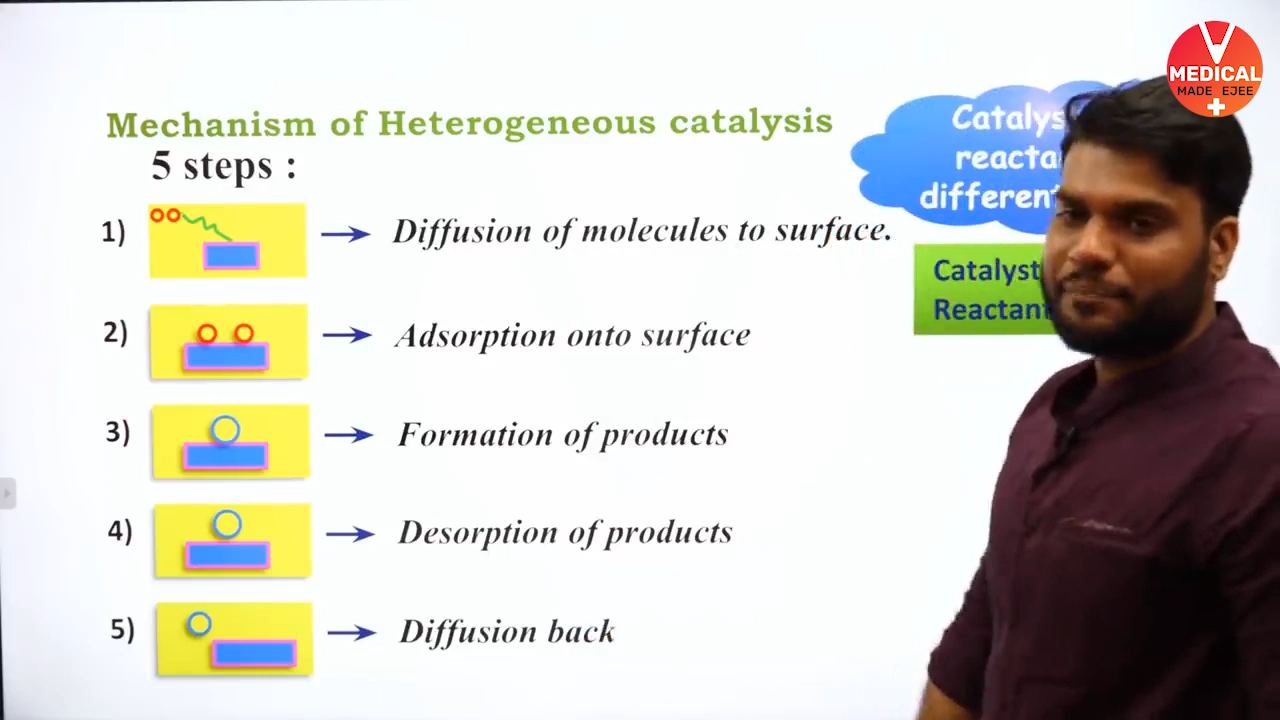 Mechanism of Heterogeneous catalysis
5 steps :
1) Diffusion of molecules to surface.
2) Adsorption onto surface
3) Formation of products
4) Desorption of products
5) Diffusion back
Catalyst
MEDICAL
MADE EJEE